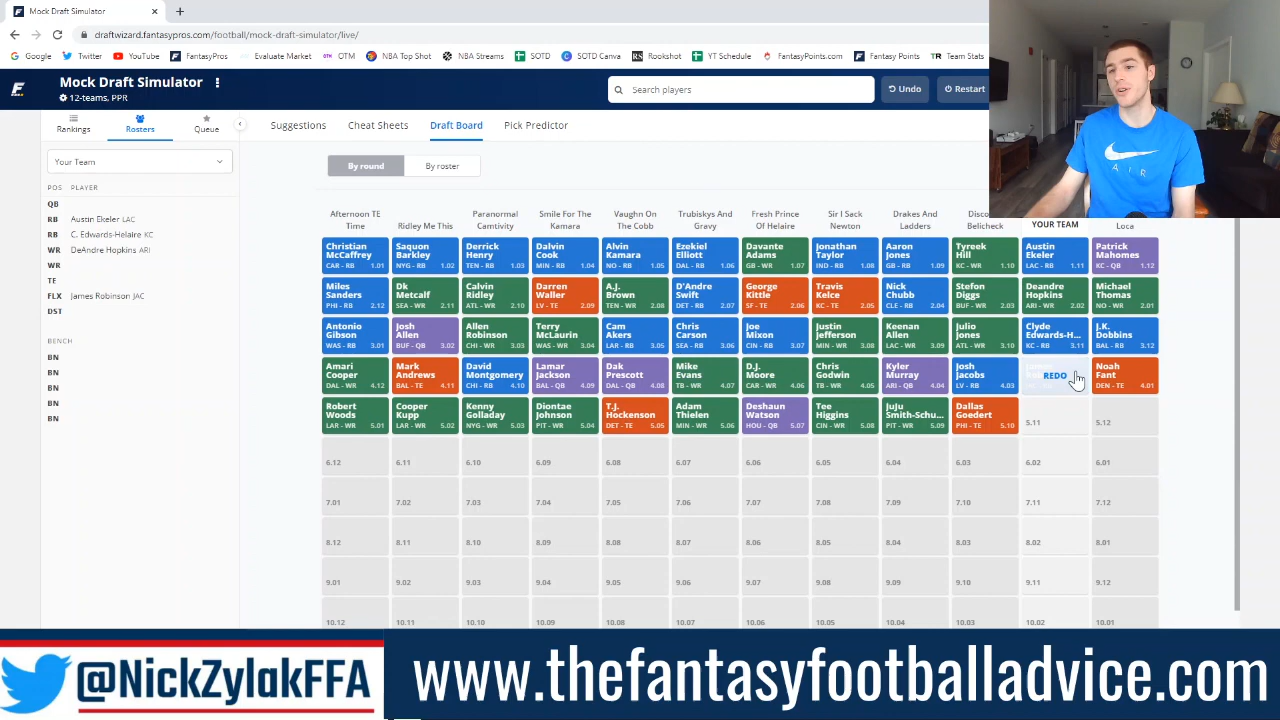 Mock Draft Simulator
draftwizard.fantasypros.com/football/mock-draft-simulator/live/
Google Twitter YouTube FantasyPros Evaluate Market OTM NBA Top Shot NBA Streams SOTD SOTD Canva Rookshot YT Schedule FantasyPoints.com Fantasy Points Team Stats
Mock Draft Simulator
12-teams, PPR
Search players
Undo
Restart
Rankings Rosters Queue
Suggestions Cheat Sheets Draft Board Pick Predictor
Your Team
By round By roster
POS PLAYER
QB
RB Austin Ekeler LAC
RB C. Edwards-Helaire KC
WR DeAndre Hopkins ARI
WR
TE
FLX James Robinson JAC
DST
BENCH
BN
BN
BN
BN
BN
Afternoon TE Time
Ridley Me This
Paranormal Camtivity
Smile For The Kamara
Vaughn On The Cobb
Trubiskys And Gravy
Fresh Prince Of Helaire
Sir I Sack Newton
Drakes And Ladders
Disco
Belicheck
YOUR TEAM
Loca
Christian McCaffrey CAR - RB 1.01
Saquon Barkley NYG - RB 1.02
Derrick Henry TEN - RB 1.03
Dalvin Cook MIN - RB 1.04
Alvin Kamara NO - RB 1.05
Ezekiel Elliott DAL - RB 1.06
Davante Adams GB - WR 1.07
Jonathan Taylor IND - RB 1.08
Aaron Jones GB - RB 1.09
Tyreek Hill KC - WR 1.10
Austin Ekeler LAC - RB 1.11
Patrick Mahomes KC - QB 1.12
Miles Sanders PHI - RB 2.12
Dk Metcalf SEA - WR 2.11
Calvin Ridley ATL - WR 2.10
Darren Waller LV - TE 2.09
A.J. Brown TEN - WR 2.08
D'Andre Swift DET - RB 2.07
George Kittle SF - TE 2.06
Travis Kelce KC - TE 2.05
Nick Chubb CLE - RB 2.04
Stefon Diggs BUF - WR 2.03
Deandre Hopkins ARI - WR 2.02
Michael Thomas NO - WR 2.01
Antonio Gibson WAS - RB 3.01
Josh Allen BUF - QB 3.02
Allen Robinson CHI - WR 3.03
Terry McLaurin WAS - WR 3.04
Cam Akers LAR - RB 3.05
Chris Carson SEA - RB 3.06
Joe Mixon CIN - RB 3.07
Justin Jefferson MIN - WR 3.08
Keenan Allen LAC - WR 3.09
Julio Jones ATL - WR 3.10
Clyde Edwards-H... KC - RB 3.11
J.K. Dobbins BAL - RB 3.12
Amari Cooper DAL - WR 4.12
Mark Andrews BAL - TE 4.11
David Montgomery CHI - RB 4.10
Lamar Jackson BAL - QB 4.09
Dak Prescott DAL - QB 4.08
Mike Evans TB - WR 4.07
D.J. Moore CAR - WR 4.06
Chris Godwin TB - WR 4.05
Kyler Murray ARI - QB 4.04
Josh Jacobs LV - RB 4.03
REDO
Noah Fant DEN - TE 4.01
Robert Woods LAR - WR 5.01
Cooper Kupp LAR - WR 5.02
Kenny Golladay NYG - WR 5.03
Diontae Johnson PIT - WR 5.04
T.J. Hockenson DET - TE 5.05
Adam Thielen MIN - WR 5.06
Deshaun Watson HOU - QB 5.07
Tee Higgins CIN - WR 5.08
JuJu Smith-Schu... PIT - WR 5.09
Dallas Goedert PHI - TE 5.10
5.11 5.12
6.12 6.11 6.10 6.09 6.08 6.07 6.06 6.05 6.04 6.03 6.02 6.01
7.01 7.02 7.03 7.04 7.05 7.06 7.07 7.08 7.09 7.10 7.11 7.12
8.12 8.11 8.10 8.09 8.08 8.07 8.06 8.05 8.04 8.03 8.02 8.01
9.01 9.02 9.03 9.04 9.05 9.06 9.07 9.08 9.09 9.10 9.11 9.12
10.12 10.11 10.10 10.09 10.08 10.07 10.06 10.05 10.04 10.03 10.02 10.01
AIR
@NickZylakFFA
www.thefantasyfootballadvice.com